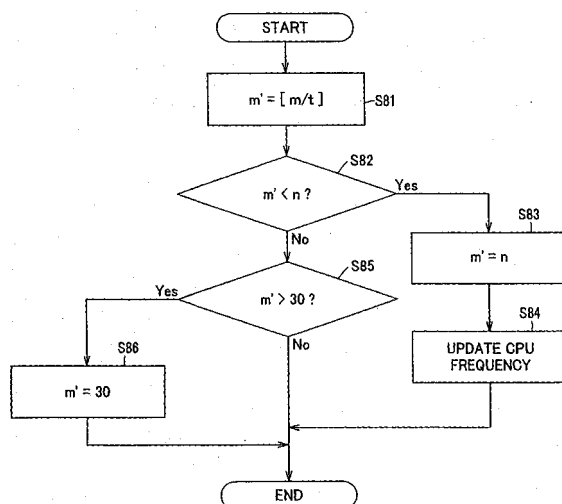 START
m' = [ m/t ]
S81
S82
m' < n ?
Yes
S83
m' = n
No
S85
m' > 30 ?
Yes
S84
UPDATE CPU
FREQUENCY
No
S86
m' = 30
END